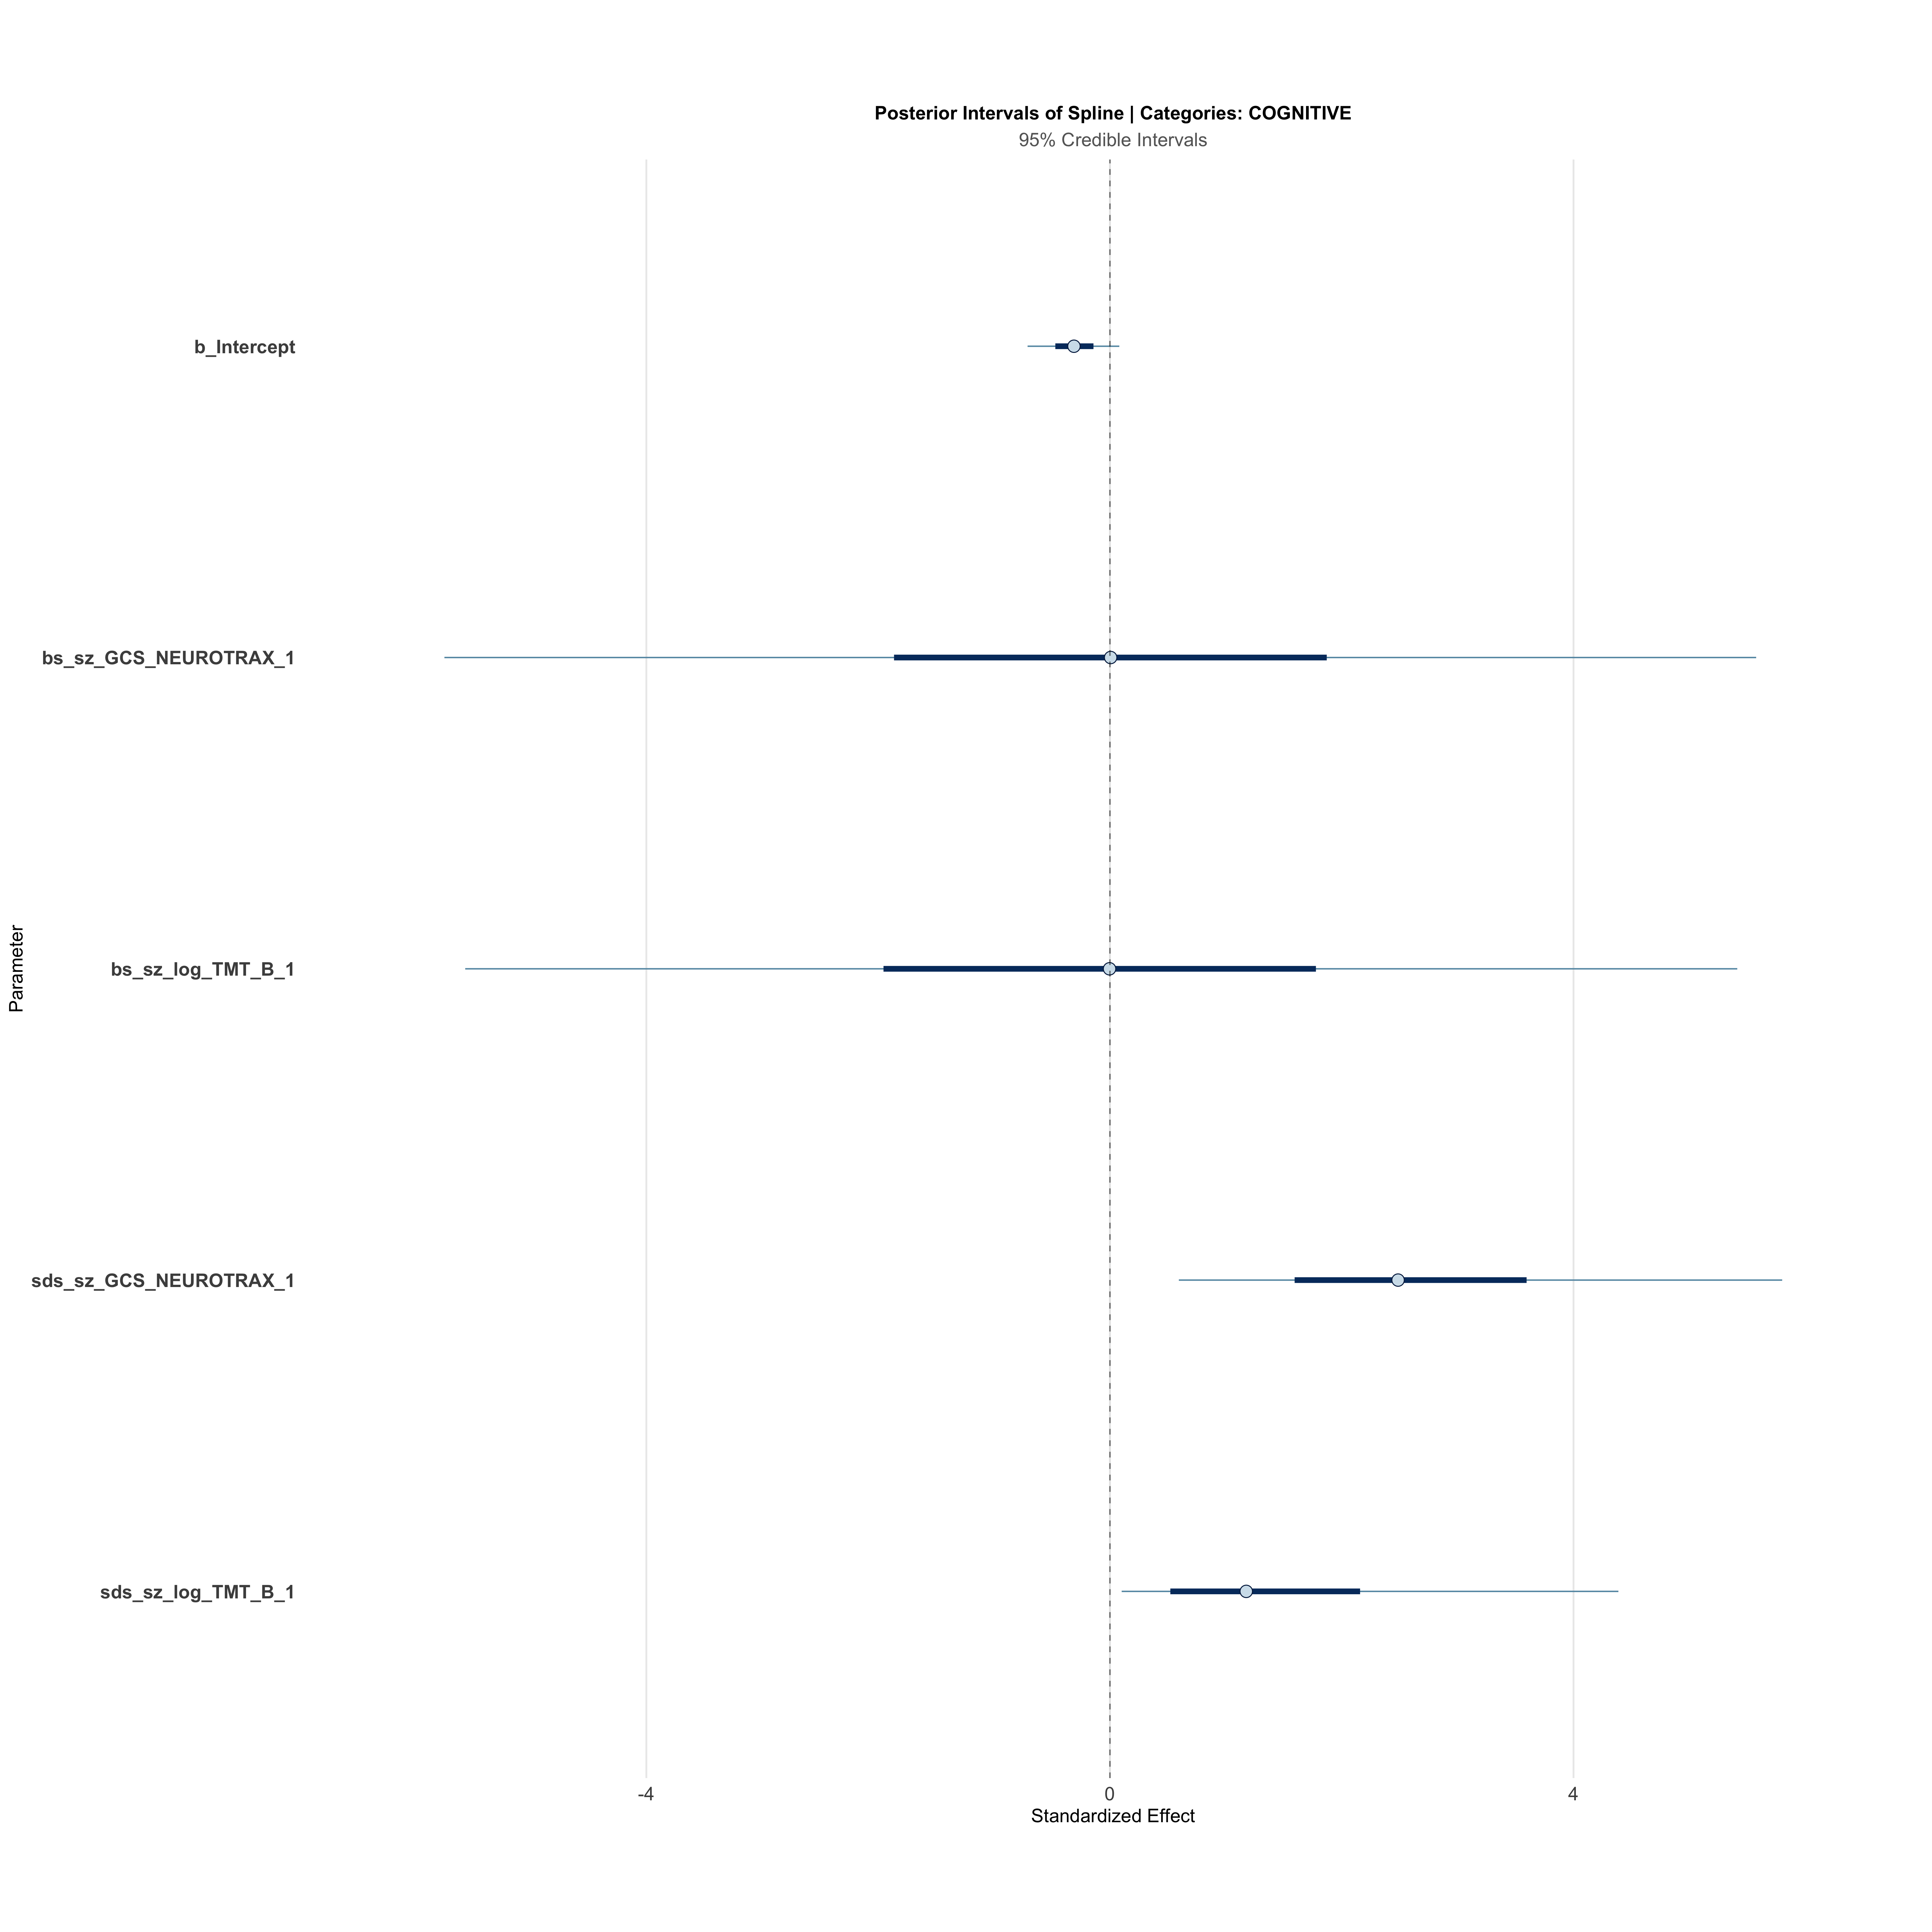 Posterior Intervals of Spline | Categories: COGNITIVE
95% Credible Intervals
Parameter
b_Intercept
bs_sz_GCS_NEUROTRAX_1
bs_sz_log_TMT_B_1
sds_sz_GCS_NEUROTRAX_1
sds_sz_log_TMT_B_1
-4 0 4
Standardized Effect